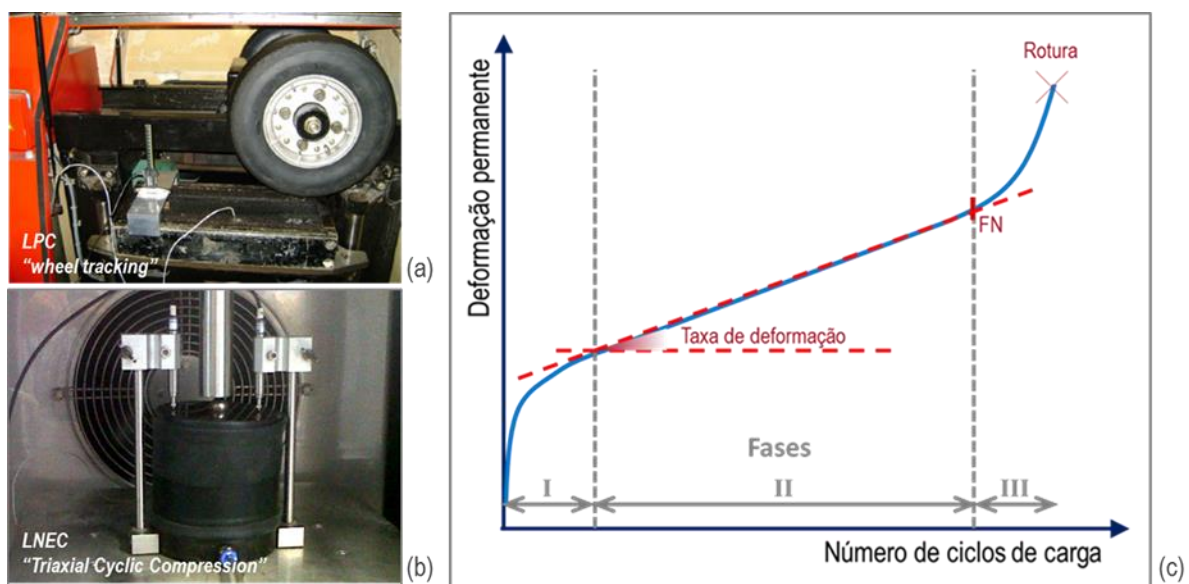 LPC
“wheel tracking”
(a)
LNEC
“Triaxial Cyclic Compression”
(b)
Deformação permanente
Rotura
FN
Taxa de deformação
Fases
I
II
III
Número de ciclos de carga
(c)